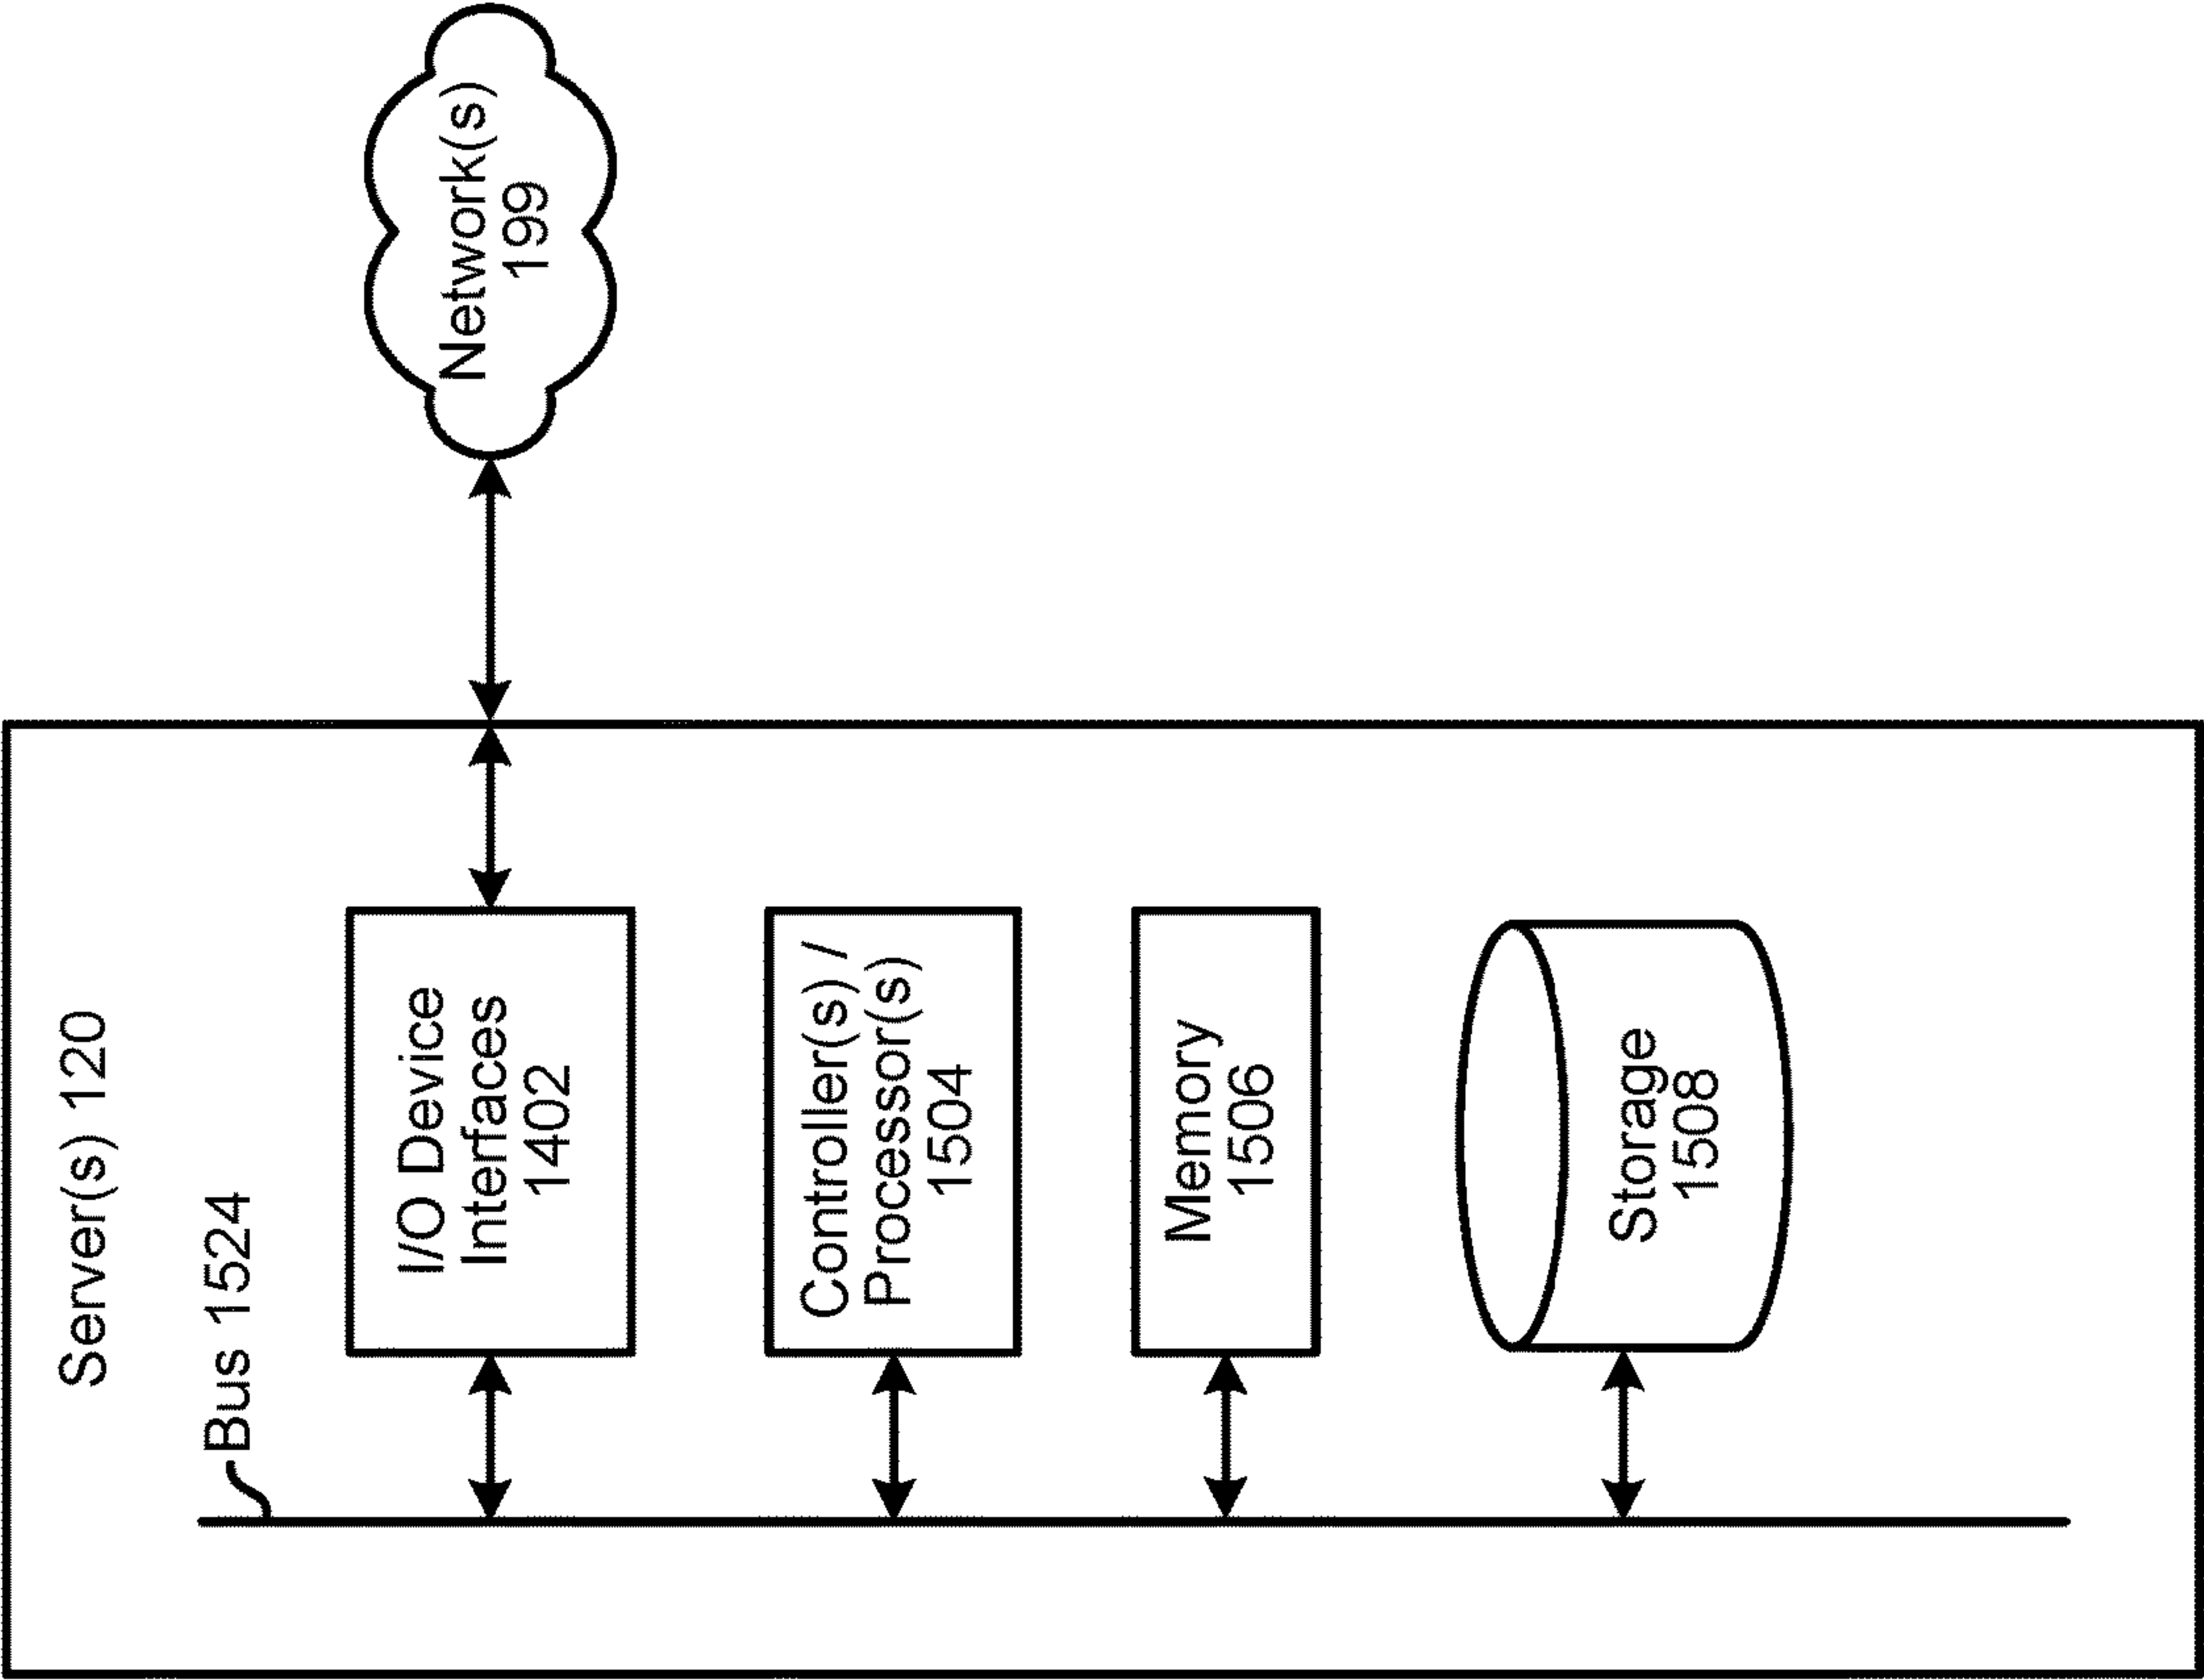 Server(s) 120
Bus 1524
I/O Device
Interfaces
1402
Network(s)
199
Controller(s) /
Processor(s)
1504
Memory
1506
Storage
1508